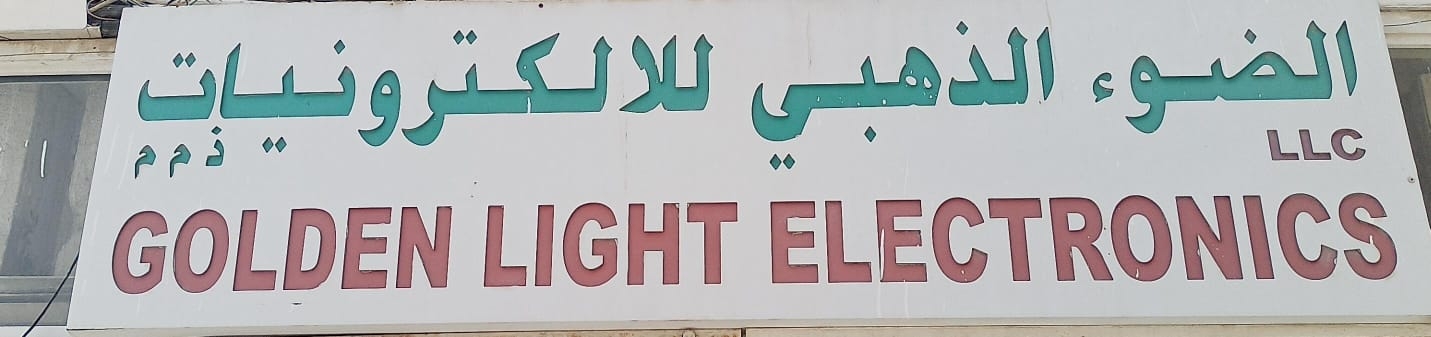 الضوء الذهبي للالكترونيات
ذ م م
LLC
GOLDEN LIGHT ELECTRONICS